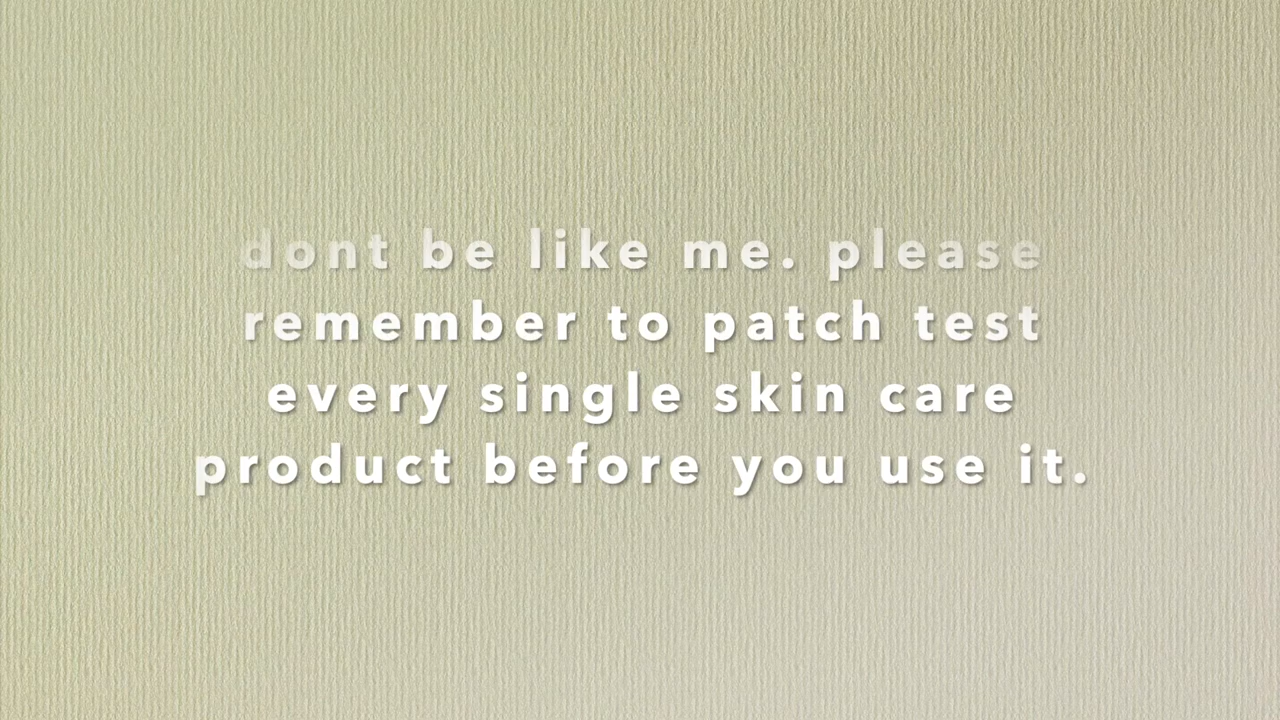 dont be like me. please
remember to patch test
every single skin care
product before you use it.